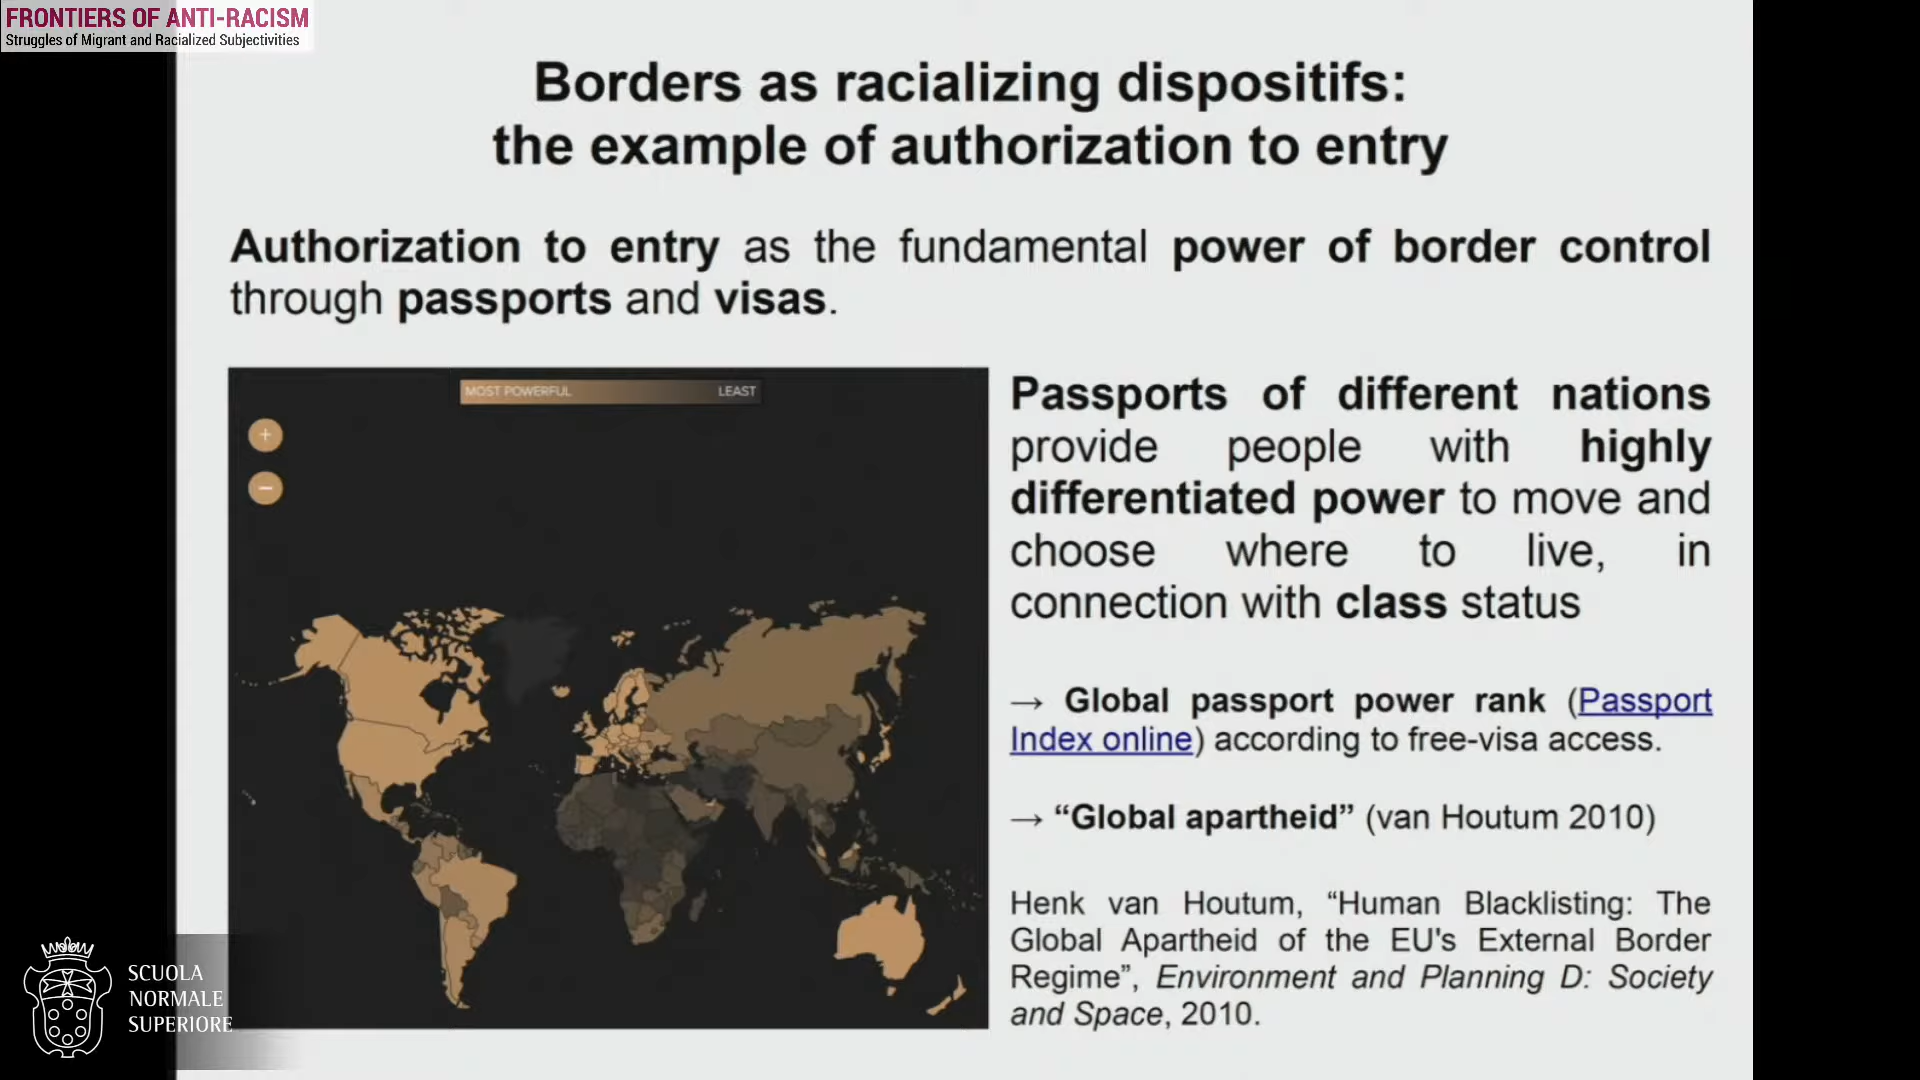 FRONTIERS OF ANTI-RACISM
Struggles of Migrant and Racialized Subjectivities
Borders as racializing dispositifs:
the example of authorization to entry
Authorization to entry as the fundamental power of border control
through passports and visas.
MOST POWERFUL LEAST
+
−
Passports of different nations
provide people with highly
differentiated power to move and
choose where to live, in
connection with class status
→ Global passport power rank (Passport
Index online) according to free-visa access.
→ “Global apartheid” (van Houtum 2010)
Henk van Houtum, “Human Blacklisting: The
Global Apartheid of the EU's External Border
Regime”, Environment and Planning D: Society
and Space, 2010.
SCUOLA
NORMALE
SUPERIORE